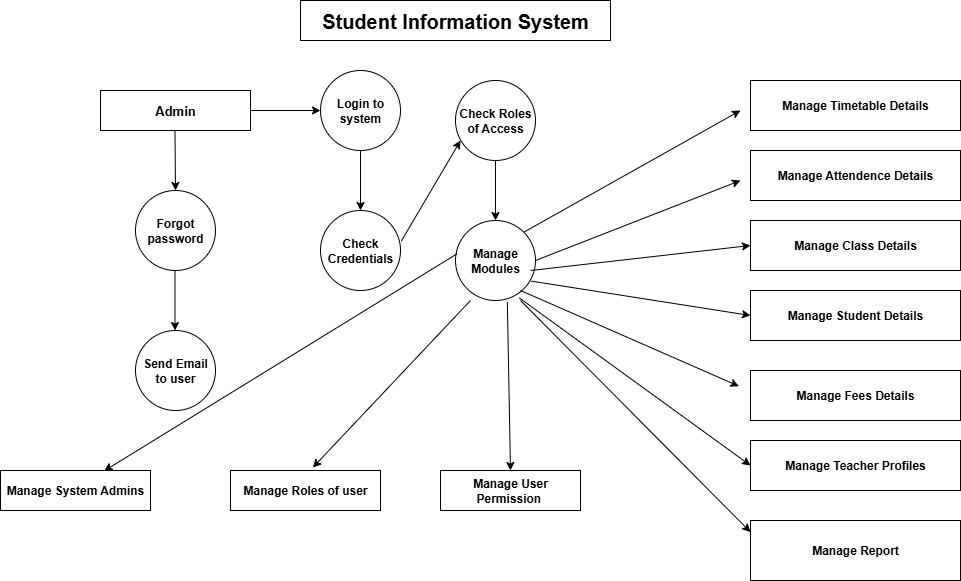 Student Information System
Admin
Login to
system
Check Roles
of Access
Manage Timetable Details
Manage Attendence Details
Forgot
password
Check
Credentials
Manage
Modules
Manage Class Details
Manage Student Details
Send Email
to user
Manage Fees Details
Manage Teacher Profiles
Manage System Admins
Manage Roles of user
Manage User
Permission
Manage Report